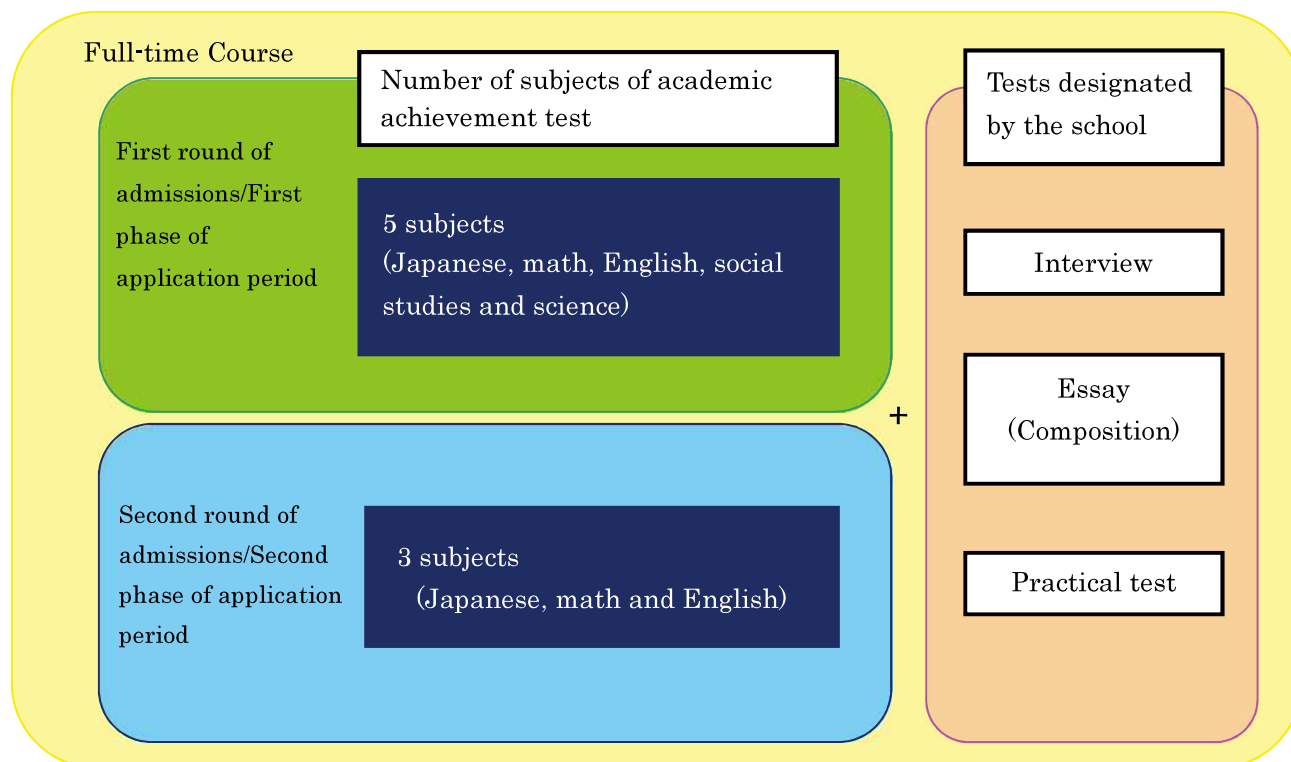 Full-time Course
Number of subjects of academic
achievement test
First round of
admissions/First
phase of
application period
5 subjects
(Japanese, math, English, social
studies and science)
Second round of
admissions/Second
phase of application
period
3 subjects
(Japanese, math and English)
+
Tests designated
by the school
Interview
Essay
(Composition)
Practical test